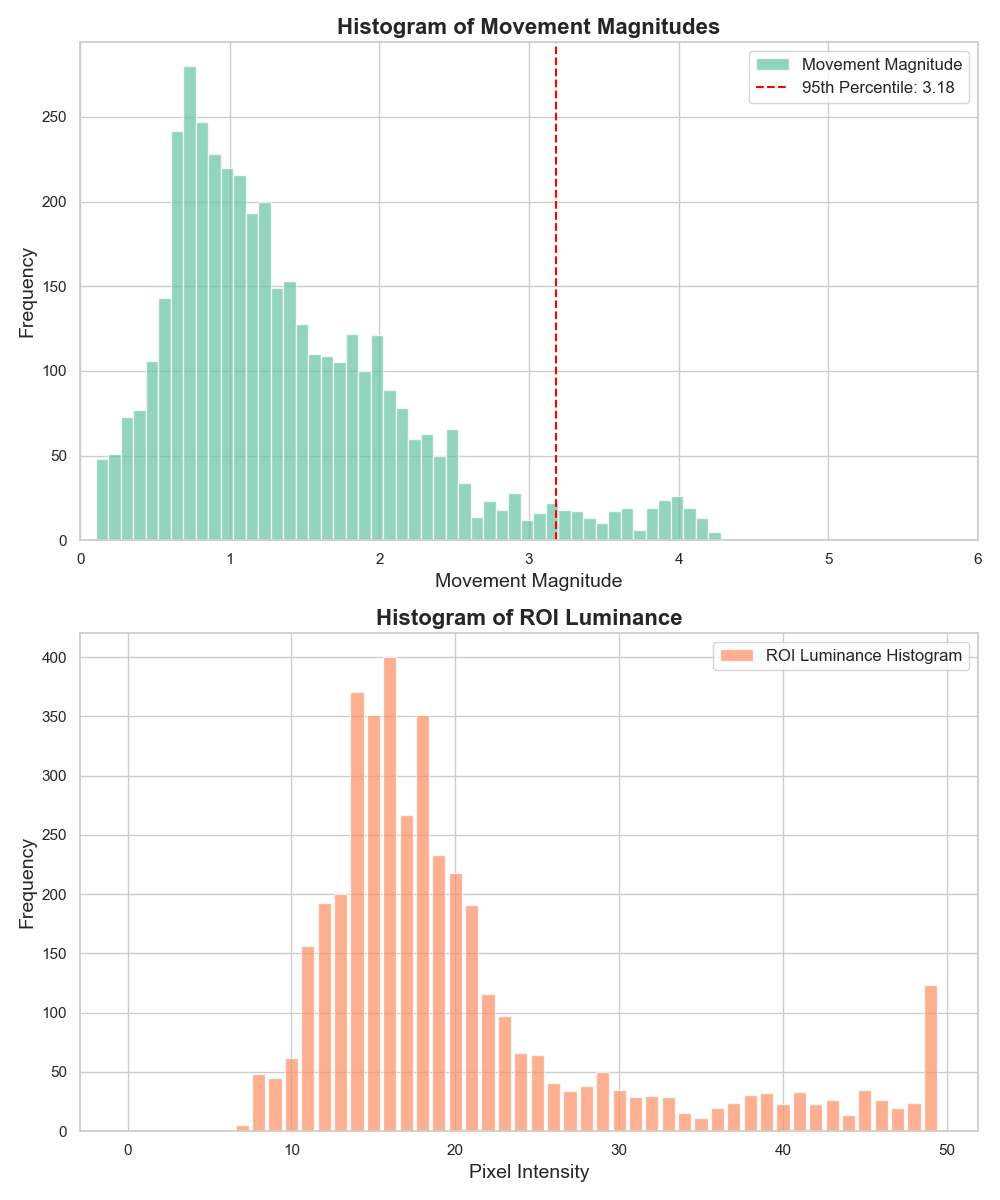 Histogram of Movement Magnitudes
Movement Magnitude
95th Percentile: 3.18
Frequency
250
200
150
100
50
0
0 1 2 3 4 5 6
Movement Magnitude
Histogram of ROI Luminance
ROI Luminance Histogram
Frequency
400
350
300
250
200
150
100
50
0
0 10 20 30 40 50
Pixel Intensity